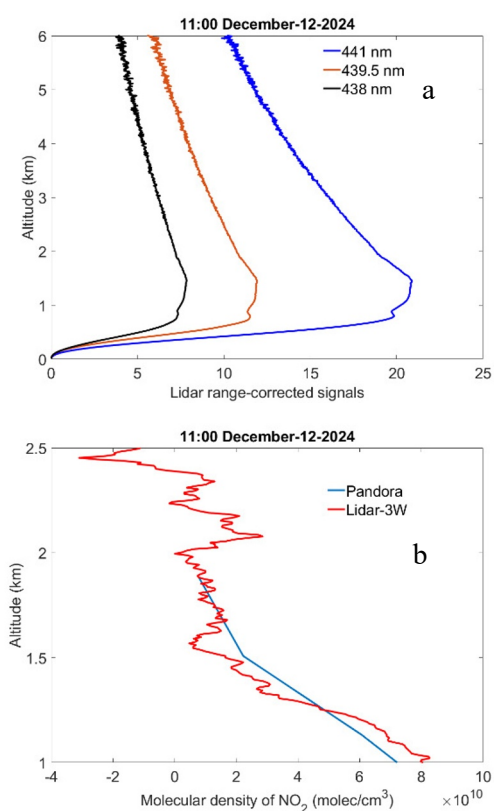 11:00 December-12-2024
6
5
4
3
2
1
0
Altitude (km)
441 nm
439.5 nm
438 nm
a
0 5 10 15 20 25
Lidar range-corrected signals
11:00 December-12-2024
2.5
2
1.5
1
Altitude (km)
Pandora
Lidar-3W
b
-4 -2 0 2 4 6 8 10
Molecular density of NO₂ (molec/cm³) ×10¹⁰